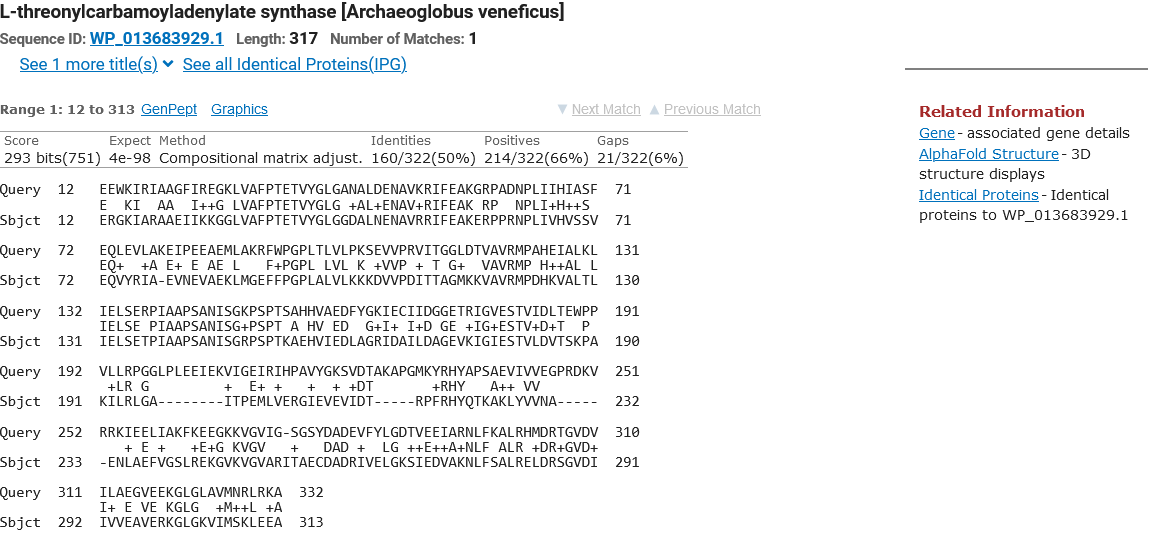 L-threonylcarbamoyladenylate synthase [Archaeoglobus veneficus]
Sequence ID: WP_013683929.1 Length: 317 Number of Matches: 1
See 1 more title(s) See all Identical Proteins(IPG)
Range 1: 12 to 313 GenPept Graphics Next Match Previous Match
Score Expect Method Identities Positives Gaps
293 bits(751) 4e-98 Compositional matrix adjust. 160/322(50%) 214/322(66%) 21/322(6%)
Query 12 EEWKIRIAAGFIREGKLVAFPTETVYGLGANALDENAVKRIFEAKGRPADNPLIIHIASF 71
E KI AA I++G LVAFPTETVYGLG +AL+ENAV+RIFEAK RP NPLI+H++S
Sbjct 12 ERGKIARAAEIIKKGGLVAFPTETVYGLGGDALNENAVRRIFEAKERPPRNPLIVHVSSV 71
Query 72 EQLEVLAKEIPEEAEMLAKRFWPGPLTLVLPKSEVVPRVITGGLDTVAVRMPAHEIALKL 131
EQ+ +A E+ E AE L F+PGPL LVL K +VVP + T G+ VAVRMP H++AL L
Sbjct 72 EQVYRIA-EVNEVAEKLMGEFFPGPLALVLKKKDVVPDITTAGMKKVAVRMPDHKVALTL 130
Query 132 IELSERPIAAPSANISGKPSPTSAHHVAEDFYGKIECIIDGGETRIGVESTVIDLTEWPP 191
IELSE PIAAPSANISG+PSPT A HV ED G+I+ I+D GE +IG+ESTV+D+T P
Sbjct 131 IELSETPIAAPSANISGRPSPTKAEHVIEDLAGRIDAILDAGEVKIGIESTVLDVTSKPA 190
Query 192 VLLRPGGLPLEEIEKVIGEIRIHPAVYGKSVDTAKAPGMKYRHYAPSAEVIVVEGPRDKV 251
+LR G + E+ + + + +DT +RHY A++ VV
Sbjct 191 KILRLGA--------ITPEMLVERGIEVEVIDT-----RPFRHYQTKAKLYVVNA----- 232
Query 252 RRKIEELIAKFKEEGKKVGVIG-SGSYDADEVFYLGDTVEEIARNLFKALRHMDRTGVDV 310
+ E + +E+G KVGV + DAD + LG ++E++A+NLF ALR +DR+GVD+
Sbjct 233 -ENLAEFVGSLREKGVKVGVARITAECDADRIVELGKSIEDVAKNLFSALRELDRSGVDI 291
Query 311 ILAEGVEEKGLGLAVMNRLRKA 332
I+ E VE KGLG +M++L +A
Sbjct 292 IVVEAVERKGLGKVIMSKLEEA 313
Related Information
Gene - associated gene details
AlphaFold Structure - 3D
structure displays
Identical Proteins - Identical
proteins to WP_013683929.1